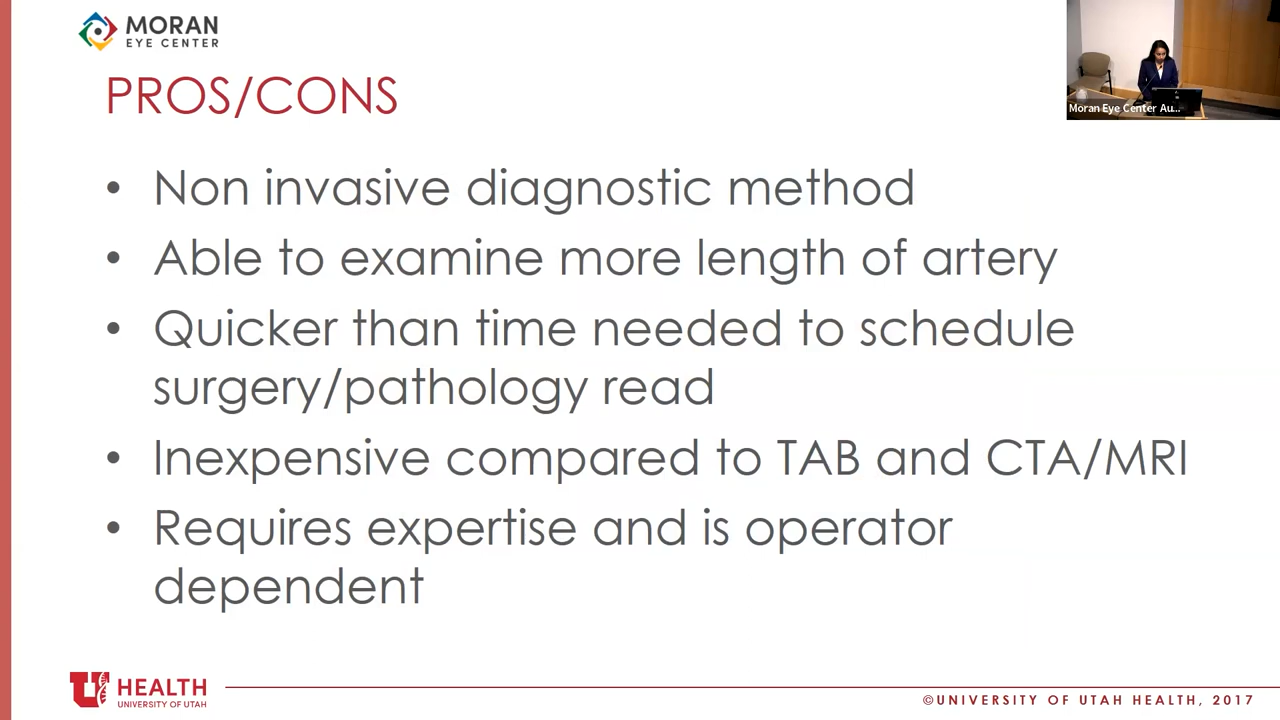 MORAN
EYE CENTER
PROS/CONS
Moran Eye Center Au...
• Non invasive diagnostic method
• Able to examine more length of artery
• Quicker than time needed to schedule
surgery/pathology read
• Inexpensive compared to TAB and CTA/MRI
• Requires expertise and is operator
dependent
U HEALTH
UNIVERSITY OF UTAH
©UNIVERSITY OF UTAH HEALTH, 2017